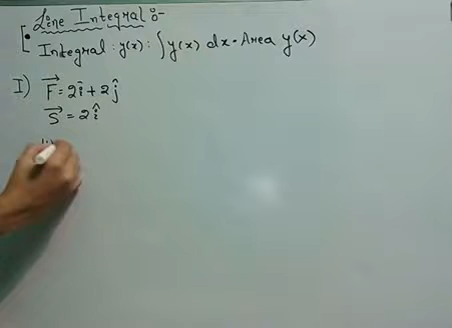 Line Integral :-
[• Integral : y(x) : ∫ y(x) dx - Area y(x)
I) F⃗ = 2î + 2ĵ
S⃗ = 2î